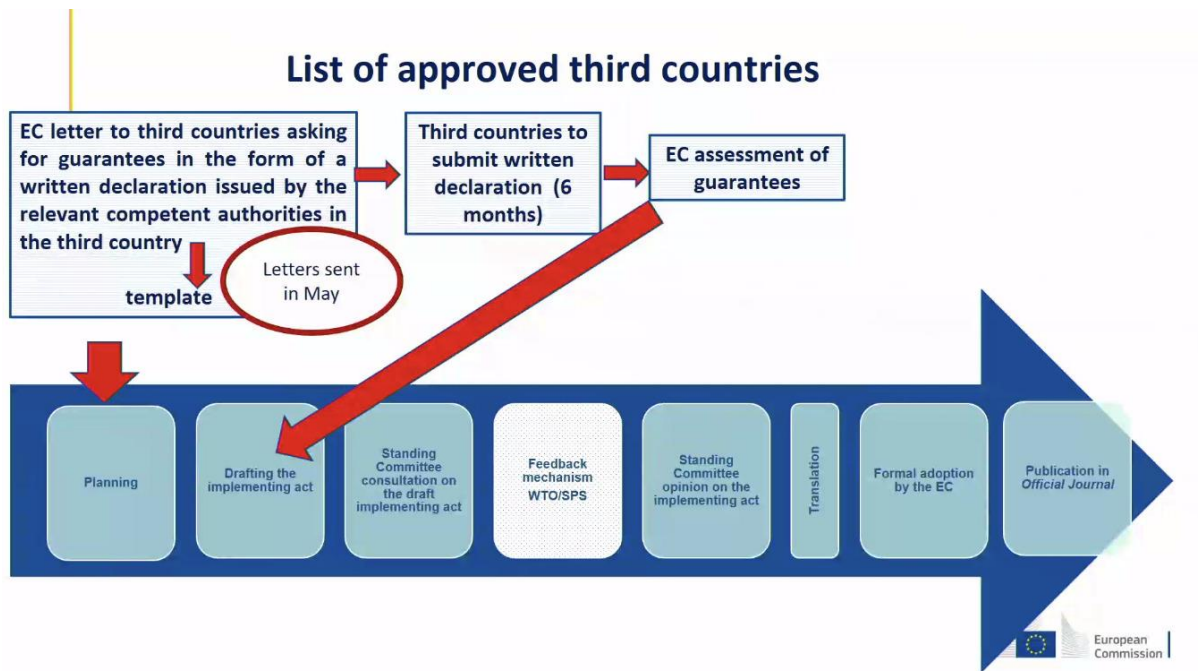 List of approved third countries
EC letter to third countries asking
for guarantees in the form of a
written declaration issued by the
relevant competent authorities in
the third country
template
Letters sent
in May
Third countries to
submit written
declaration (6
months)
EC assessment of
guarantees
Planning
Drafting the
implementing act
Standing
Committee
consultation on
the draft
implementing act
Feedback
mechanism
WTO/SPS
Standing
Committee
opinion on the
implementing act
Translation
Formal adoption
by the EC
Publication in
Official Journal
European
Commission